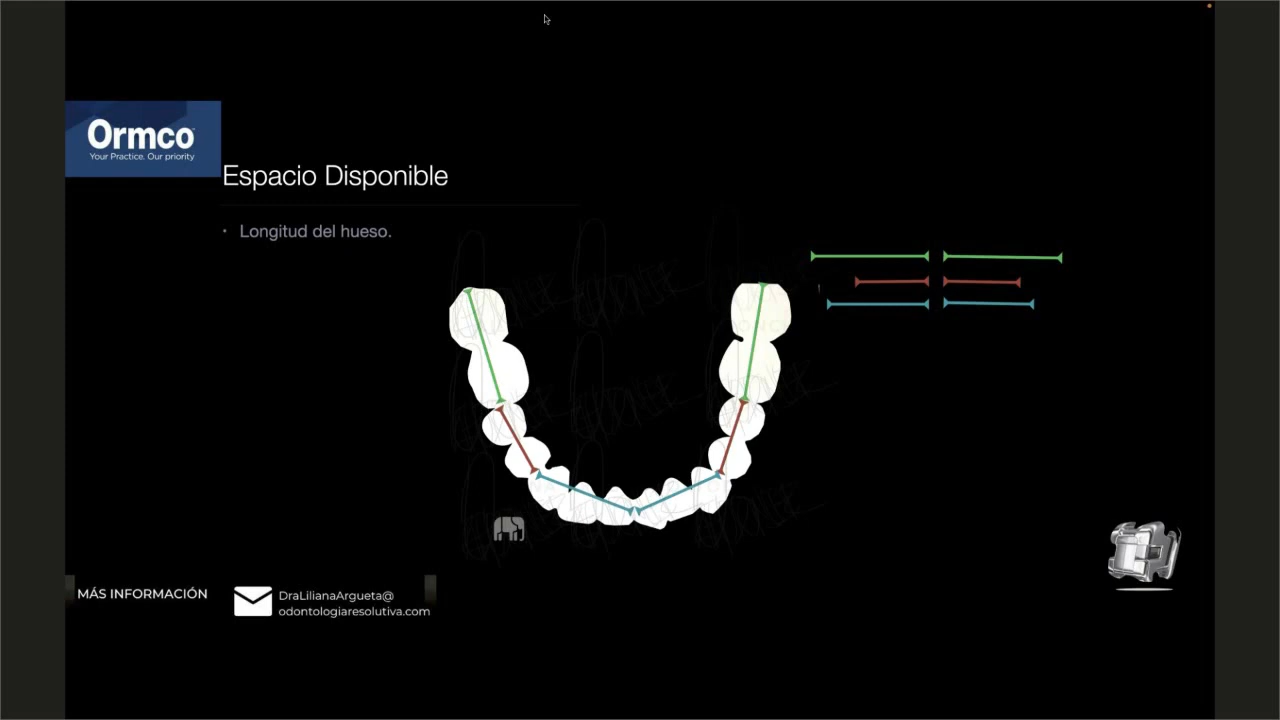 Ormco
Your Practice. Our priority
Espacio Disponible
• Longitud del hueso.
MÁS INFORMACIÓN
DraLilianaArgueta@
odontologiaresolutiva.com